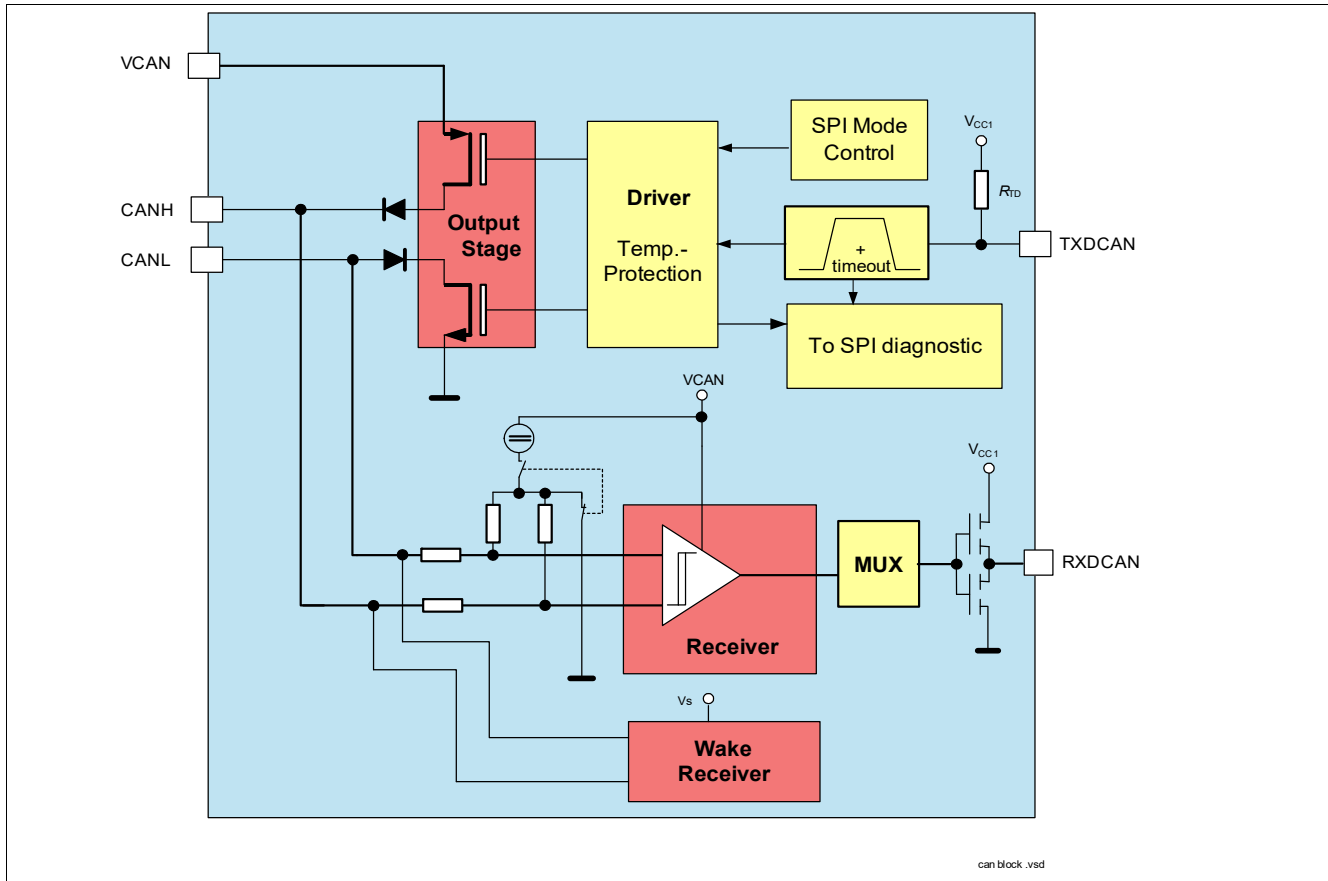 VCAN
SPI Mode
Control
VCC1
RTD
CANH
Output
Stage
Driver
Temp.-
Protection
+
timeout
TXDCAN
CANL
To SPI diagnostic
VCAN
VCC1
MUX
RXDCAN
Receiver
Vs
Wake
Receiver
can block .vsd